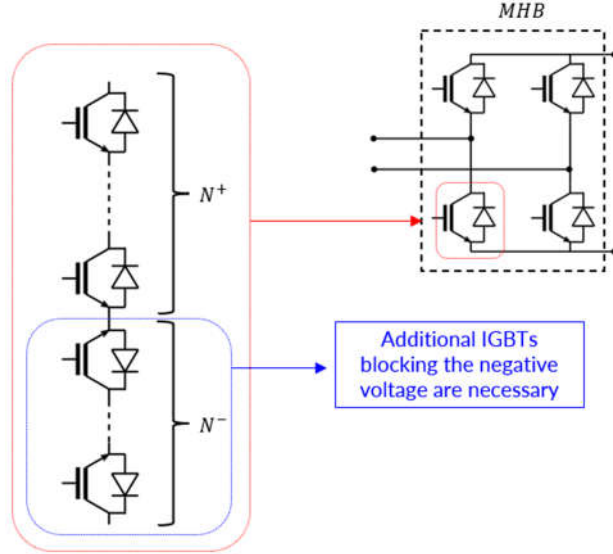 MHB
N⁺
N⁻
Additional IGBTs
blocking the negative
voltage are necessary